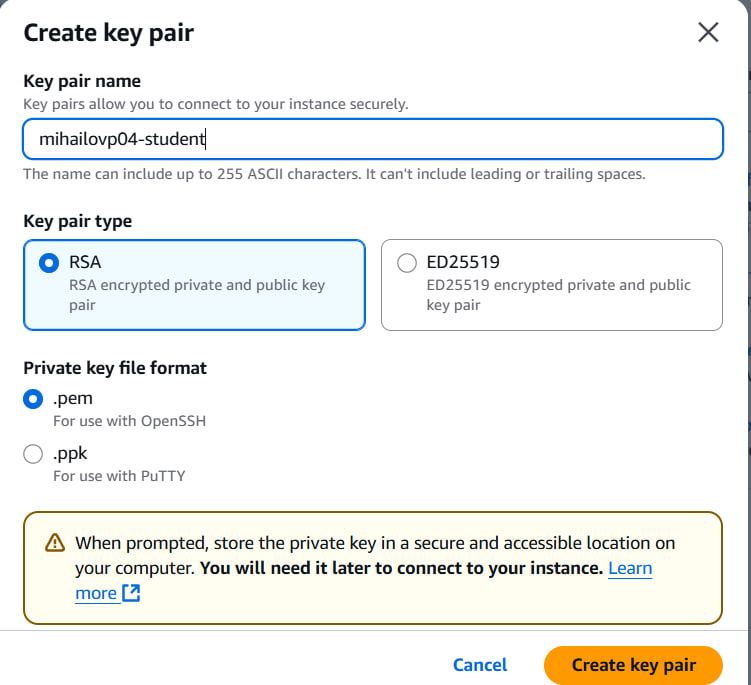 Create key pair
Key pair name
Key pairs allow you to connect to your instance securely.
mihailovp04-student
The name can include up to 255 ASCII characters. It can't include leading or trailing spaces.
Key pair type
RSA
RSA encrypted private and public key
pair
ED25519
ED25519 encrypted private and public
key pair
Private key file format
.pem
For use with OpenSSH
.ppk
For use with PuTTY
When prompted, store the private key in a secure and accessible location on
your computer. You will need it later to connect to your instance. Learn
more
Cancel
Create key pair